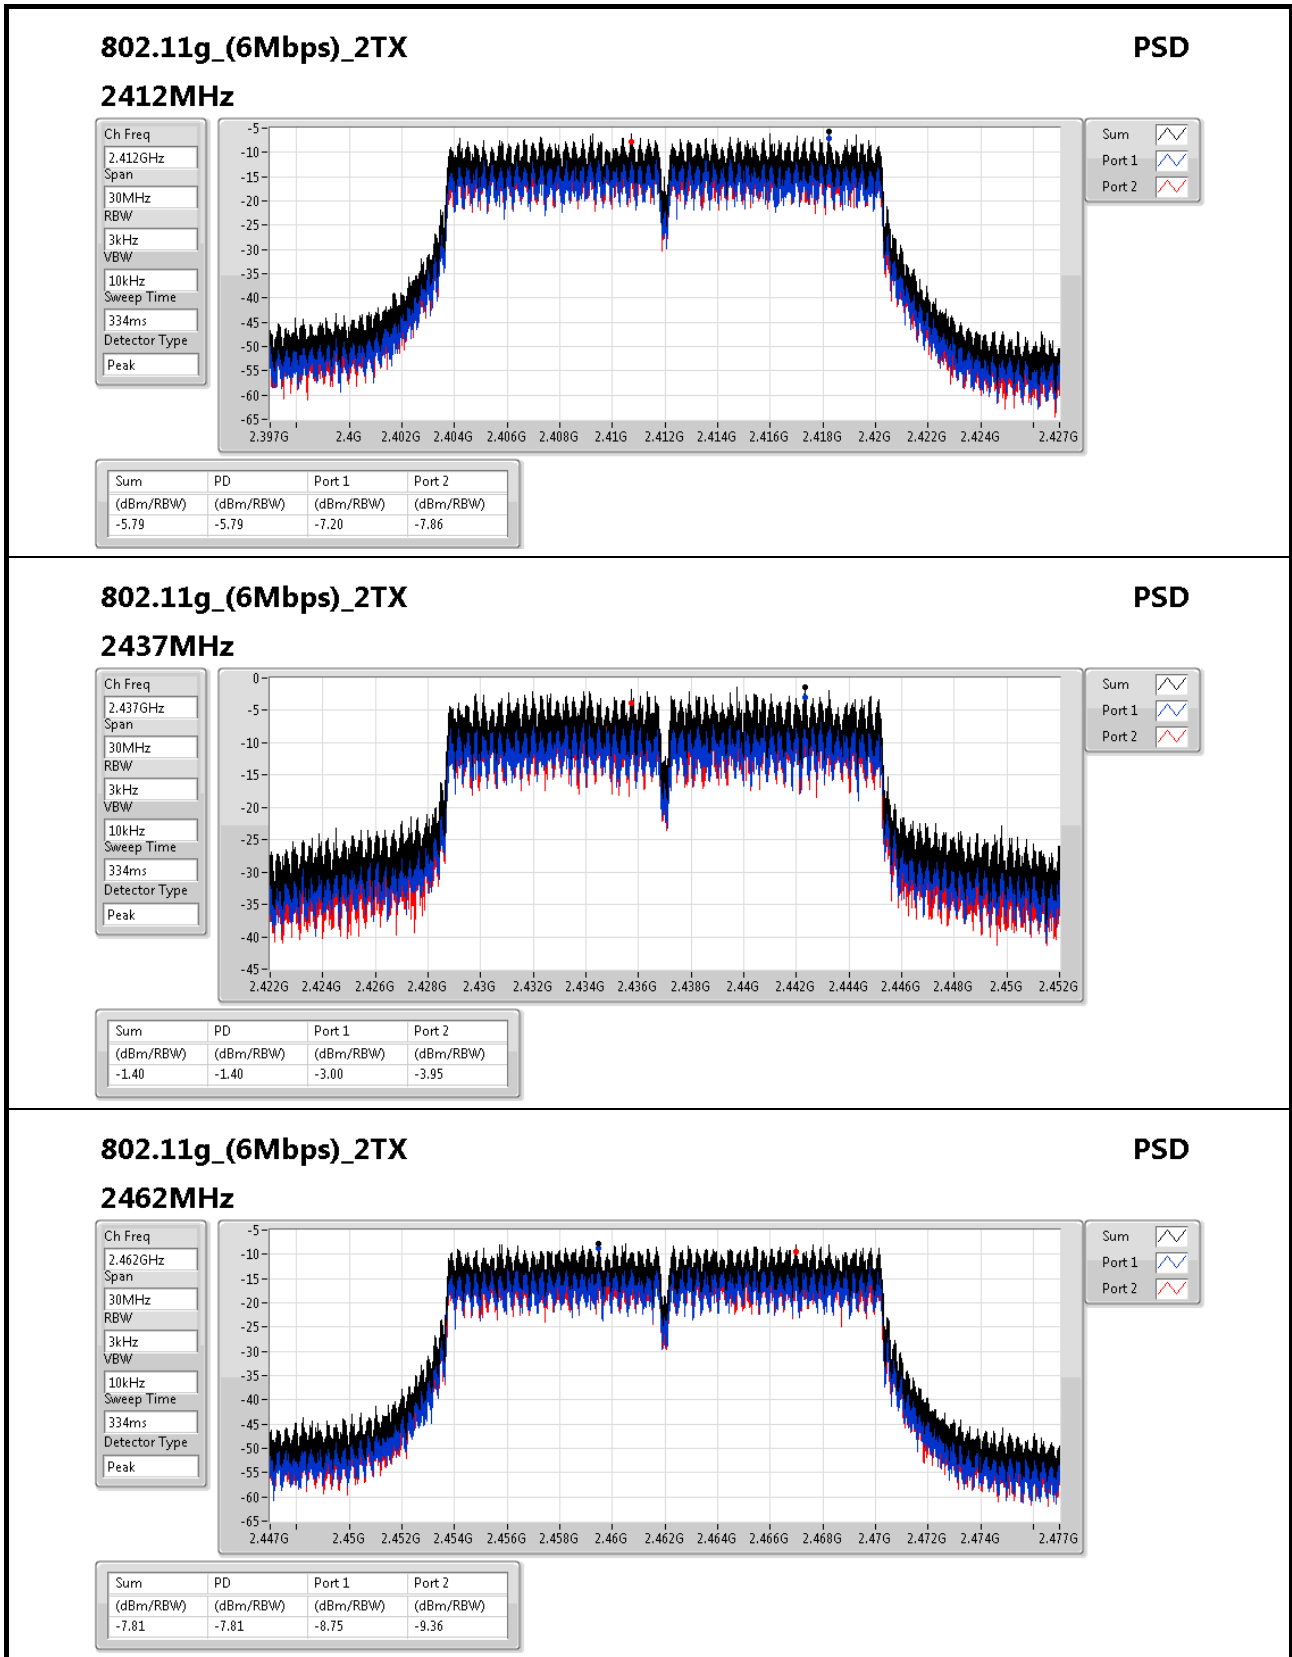 802.11g_(6Mbps)_2TX PSD
2412MHz
Ch Freq
2.412GHz
Span
30MHz
RBW
3kHz
VBW
10kHz
Sweep Time
334ms
Detector Type
Peak
-5
-10
-15
-20
-25
-30
-35
-40
-45
-50
-55
-60
-65
2.397G 2.4G 2.402G 2.404G 2.406G 2.408G 2.41G 2.412G 2.414G 2.416G 2.418G 2.42G 2.422G 2.424G 2.427G
Sum
Port 1
Port 2
Sum PD Port 1 Port 2
(dBm/RBW) (dBm/RBW) (dBm/RBW) (dBm/RBW)
-5.79 -5.79 -7.20 -7.86
802.11g_(6Mbps)_2TX PSD
2437MHz
Ch Freq
2.437GHz
Span
30MHz
RBW
3kHz
VBW
10kHz
Sweep Time
334ms
Detector Type
Peak
0
-5
-10
-15
-20
-25
-30
-35
-40
-45
2.422G 2.424G 2.426G 2.428G 2.43G 2.432G 2.434G 2.436G 2.438G 2.44G 2.442G 2.444G 2.446G 2.448G 2.45G 2.452G
Sum
Port 1
Port 2
Sum PD Port 1 Port 2
(dBm/RBW) (dBm/RBW) (dBm/RBW) (dBm/RBW)
-1.40 -1.40 -3.00 -3.95
802.11g_(6Mbps)_2TX PSD
2462MHz
Ch Freq
2.462GHz
Span
30MHz
RBW
3kHz
VBW
10kHz
Sweep Time
334ms
Detector Type
Peak
-5
-10
-15
-20
-25
-30
-35
-40
-45
-50
-55
-60
-65
2.447G 2.45G 2.452G 2.454G 2.456G 2.458G 2.46G 2.462G 2.464G 2.466G 2.468G 2.47G 2.472G 2.474G 2.477G
Sum
Port 1
Port 2
Sum PD Port 1 Port 2
(dBm/RBW) (dBm/RBW) (dBm/RBW) (dBm/RBW)
-7.81 -7.81 -8.75 -9.36